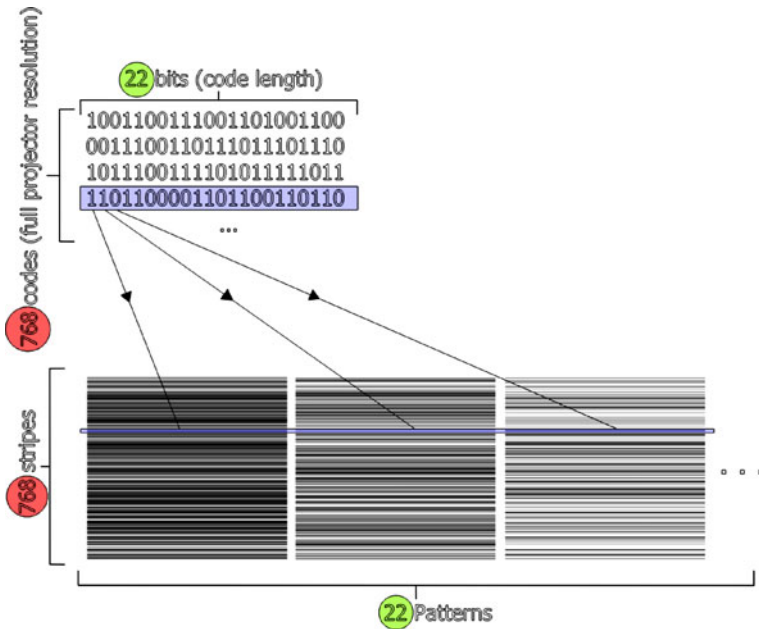 22 bits (code length)
768 codes (full projector resolution)
1001100111001101001100
0011100110111011101110
1011100111101011111011
1101100001101100110110
...
768 stripes
. . .
22 Patterns